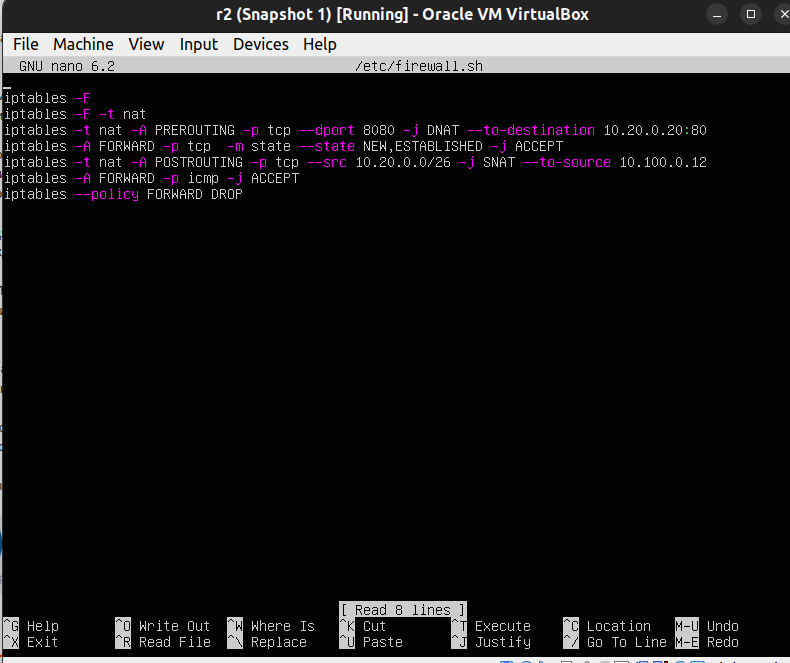 r2 (Snapshot 1) [Running] - Oracle VM VirtualBox
File Machine View Input Devices Help
GNU nano 6.2 /etc/firewall.sh
iptables -F
iptables -F -t nat
iptables -t nat -A PREROUTING -p tcp --dport 8080 -j DNAT --to-destination 10.20.0.20:80
iptables -A FORWARD -p tcp  -m state --state NEW,ESTABLISHED -j ACCEPT
iptables -t nat -A POSTROUTING -p tcp --src 10.20.0.0/26 -j SNAT --to-source 10.100.0.12
iptables -A FORWARD -p icmp -j ACCEPT
iptables --policy FORWARD DROP
[ Read 8 lines ]
^G Help ^O Write Out ^W Where Is ^K Cut ^T Execute ^C Location M-U Undo
^X Exit ^R Read File ^\ Replace ^U Paste ^J Justify ^/ Go To Line M-E Redo